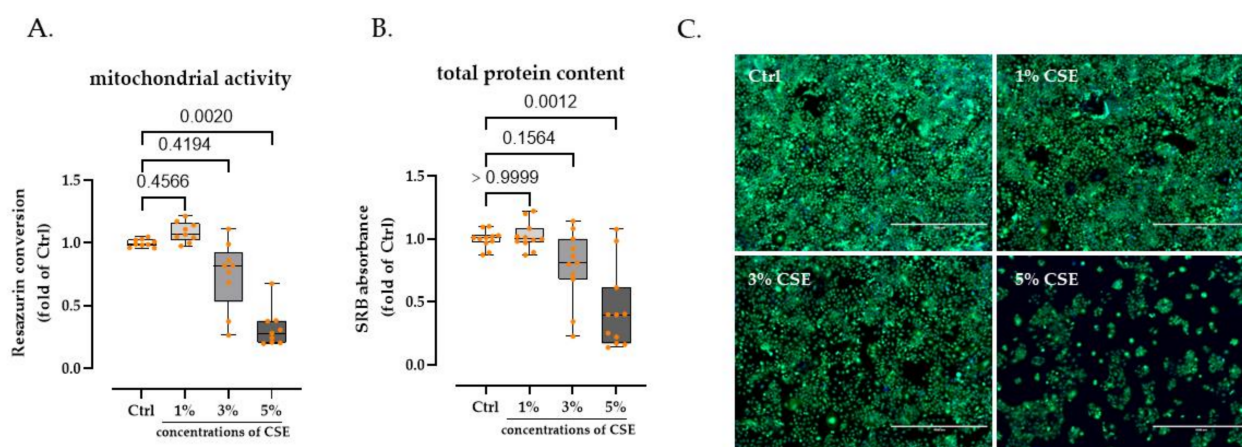 A.
mitochondrial activity
0.0020
0.4194
0.4566
Resazurin conversion
(fold of Ctrl)
1.5
1.0
0.5
0.0
Ctrl 1% 3% 5%
concentrations of CSE
B.
total protein content
0.0012
0.1564
> 0.9999
SRB absorbance
(fold of Ctrl)
1.5
1.0
0.5
0.0
Ctrl 1% 3% 5%
concentrations of CSE
C.
Ctrl
1% CSE
3% CSE
5% CSE